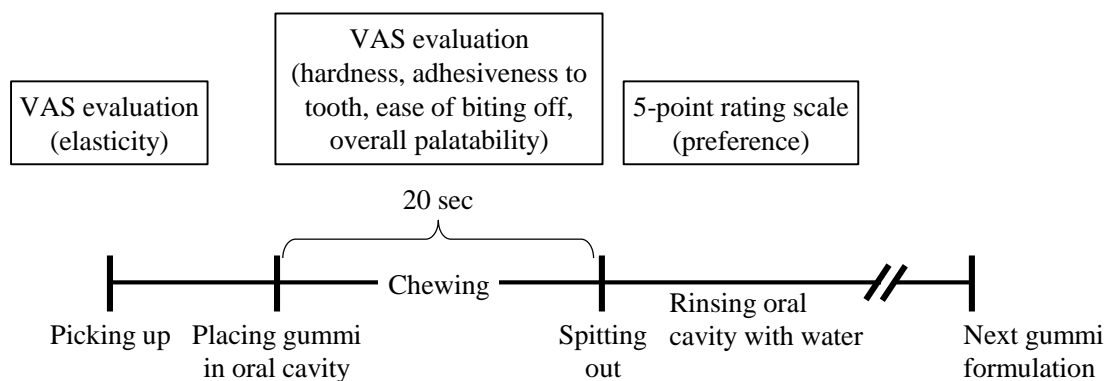 VAS evaluation
(elasticity)
VAS evaluation
(hardness, adhesiveness to
tooth, ease of biting off,
overall palatability)
5-point rating scale
(preference)
20 sec
Chewing
Picking up
Placing gummi
in oral cavity
Spitting
out
Rinsing oral
cavity with water
Next gummi
formulation